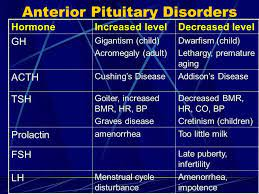 Anterior Pituitary Disorders
Hormone Increased level Decreased level
GH Gigantism (child) Dwarfism (child)
Acromegaly (adult) Lethargy, premature
aging
ACTH Cushing's Disease Addison's Disease
TSH Goiter, increased Decreased BMR,
BMR, HR, BP HR, CO, BP
Graves disease Cretinism (children)
Prolactin amenorrhea Too little milk
FSH Late puberty,
infertility
LH Menstrual cycle Amenorrhea,
disturbance impotence